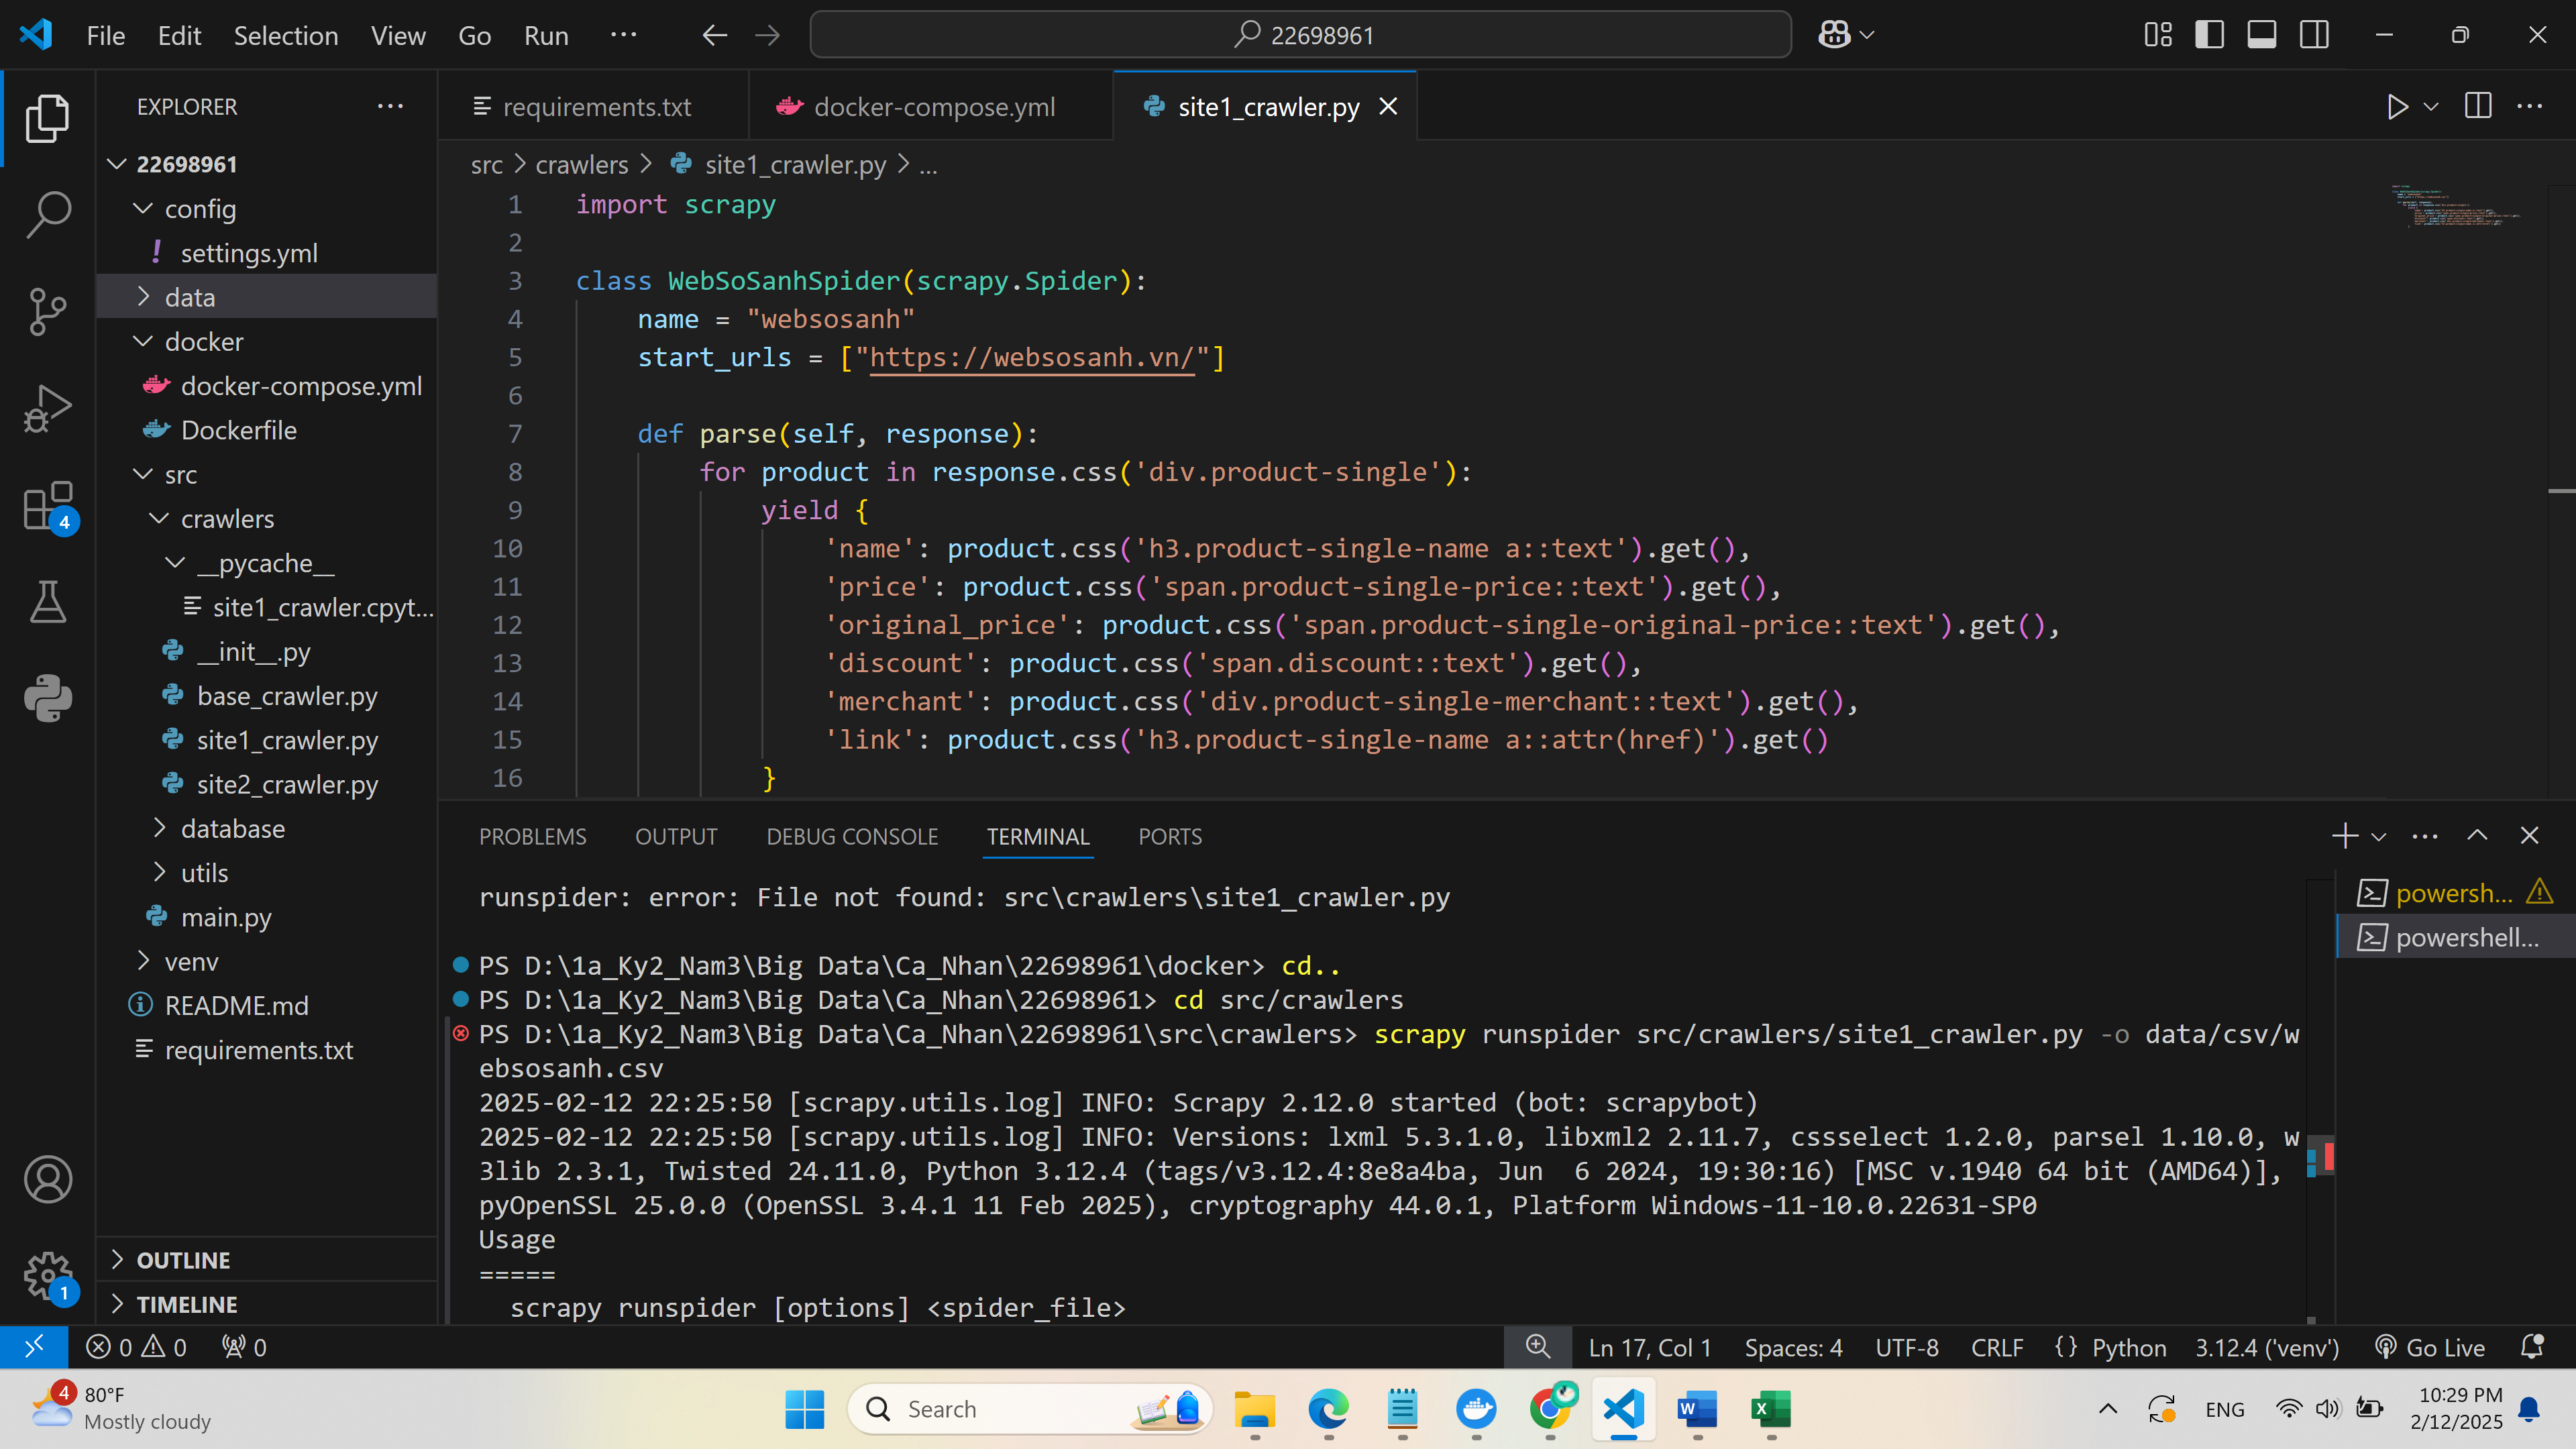 File Edit Selection View Go Run ··· 22698961
EXPLORER ···
22698961
config
! settings.yml
data
docker
docker-compose.yml
Dockerfile
src
crawlers
__pycache__
site1_crawler.cpyt...
__init__.py
base_crawler.py
site1_crawler.py
site2_crawler.py
database
utils
main.py
venv
README.md
requirements.txt
OUTLINE
TIMELINE
4
1
requirements.txt docker-compose.yml site1_crawler.py
src > crawlers > site1_crawler.py > ...
1 import scrapy
2
3 class WebSoSanhSpider(scrapy.Spider):
4 name = "websosanh"
5 start_urls = ["https://websosanh.vn/"]
6
7 def parse(self, response):
8 for product in response.css('div.product-single'):
9 yield {
10 'name': product.css('h3.product-single-name a::text').get(),
11 'price': product.css('span.product-single-price::text').get(),
12 'original_price': product.css('span.product-single-original-price::text').get(),
13 'discount': product.css('span.discount::text').get(),
14 'merchant': product.css('div.product-single-merchant::text').get(),
15 'link': product.css('h3.product-single-name a::attr(href)').get()
16 }
PROBLEMS OUTPUT DEBUG CONSOLE TERMINAL PORTS
runspider: error: File not found: src\crawlers\site1_crawler.py
PS D:\1a_Ky2_Nam3\Big Data\Ca_Nhan\22698961\docker> cd..
PS D:\1a_Ky2_Nam3\Big Data\Ca_Nhan\22698961> cd src/crawlers
PS D:\1a_Ky2_Nam3\Big Data\Ca_Nhan\22698961\src\crawlers> scrapy runspider src/crawlers/site1_crawler.py -o data/csv/w
ebsosanh.csv
2025-02-12 22:25:50 [scrapy.utils.log] INFO: Scrapy 2.12.0 started (bot: scrapybot)
2025-02-12 22:25:50 [scrapy.utils.log] INFO: Versions: lxml 5.3.1.0, libxml2 2.11.7, cssselect 1.2.0, parsel 1.10.0, w
3lib 2.3.1, Twisted 24.11.0, Python 3.12.4 (tags/v3.12.4:8e8a4ba, Jun  6 2024, 19:30:16) [MSC v.1940 64 bit (AMD64)],
pyOpenSSL 25.0.0 (OpenSSL 3.4.1 11 Feb 2025), cryptography 44.0.1, Platform Windows-11-10.0.22631-SP0
Usage
=====
scrapy runspider [options] <spider_file>
powersh...
powershell...
0 0 0 Ln 17, Col 1 Spaces: 4 UTF-8 CRLF {} Python 3.12.4 ('venv') Go Live
4 80°F
Mostly cloudy
Search
ENG
10:29 PM
2/12/2025